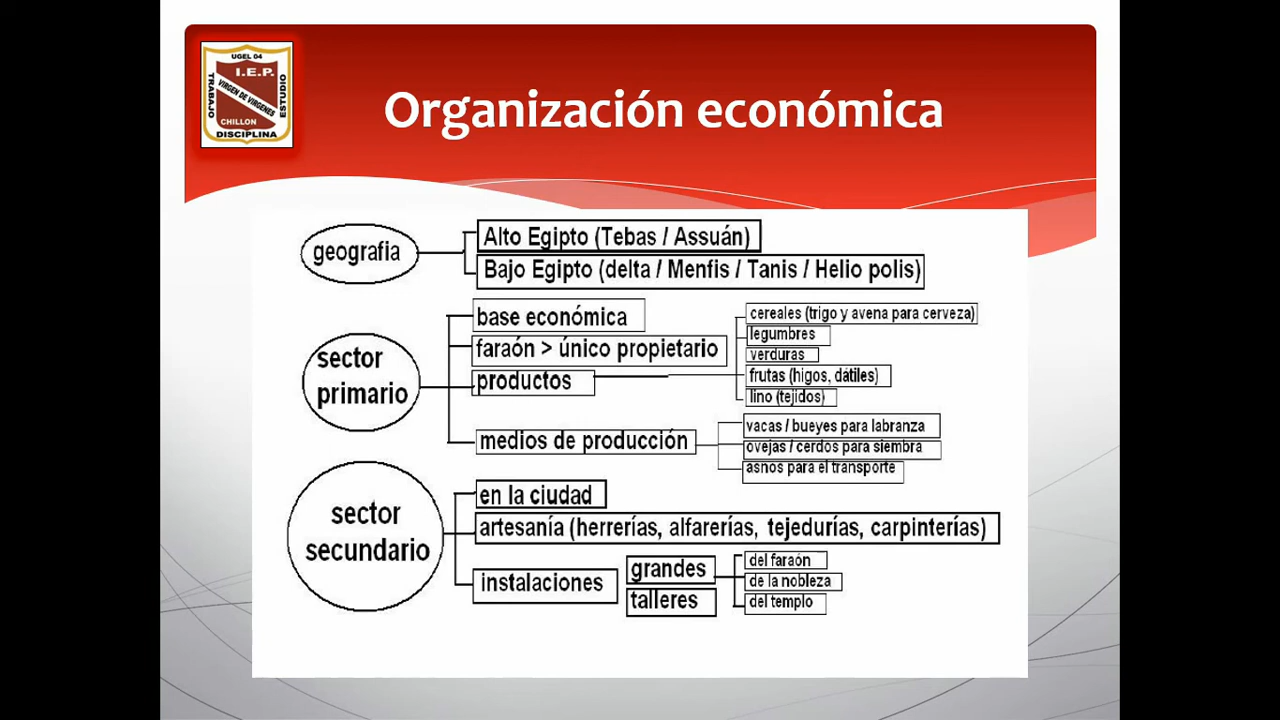 UGEL 04
I.E.P.
VIRGEN DE VIRGENES
TRABAJO
ESTUDIO
CHILLON
DISCIPLINA
Organización económica
geografia
Alto Egipto (Tebas / Assuán)
Bajo Egipto (delta / Menfis / Tanis / Helio polis)
sector
primario
base económica
faraón > único propietario
productos
cereales (trigo y avena para cerveza)
legumbres
verduras
frutas (higos, dátiles)
lino (tejidos)
medios de producción
vacas / bueyes para labranza
ovejas / cerdos para siembra
asnos para el transporte
sector
secundario
en la ciudad
artesanía (herrerías, alfarerías, tejedurías, carpinterías)
instalaciones
grandes
talleres
del faraón
de la nobleza
del templo